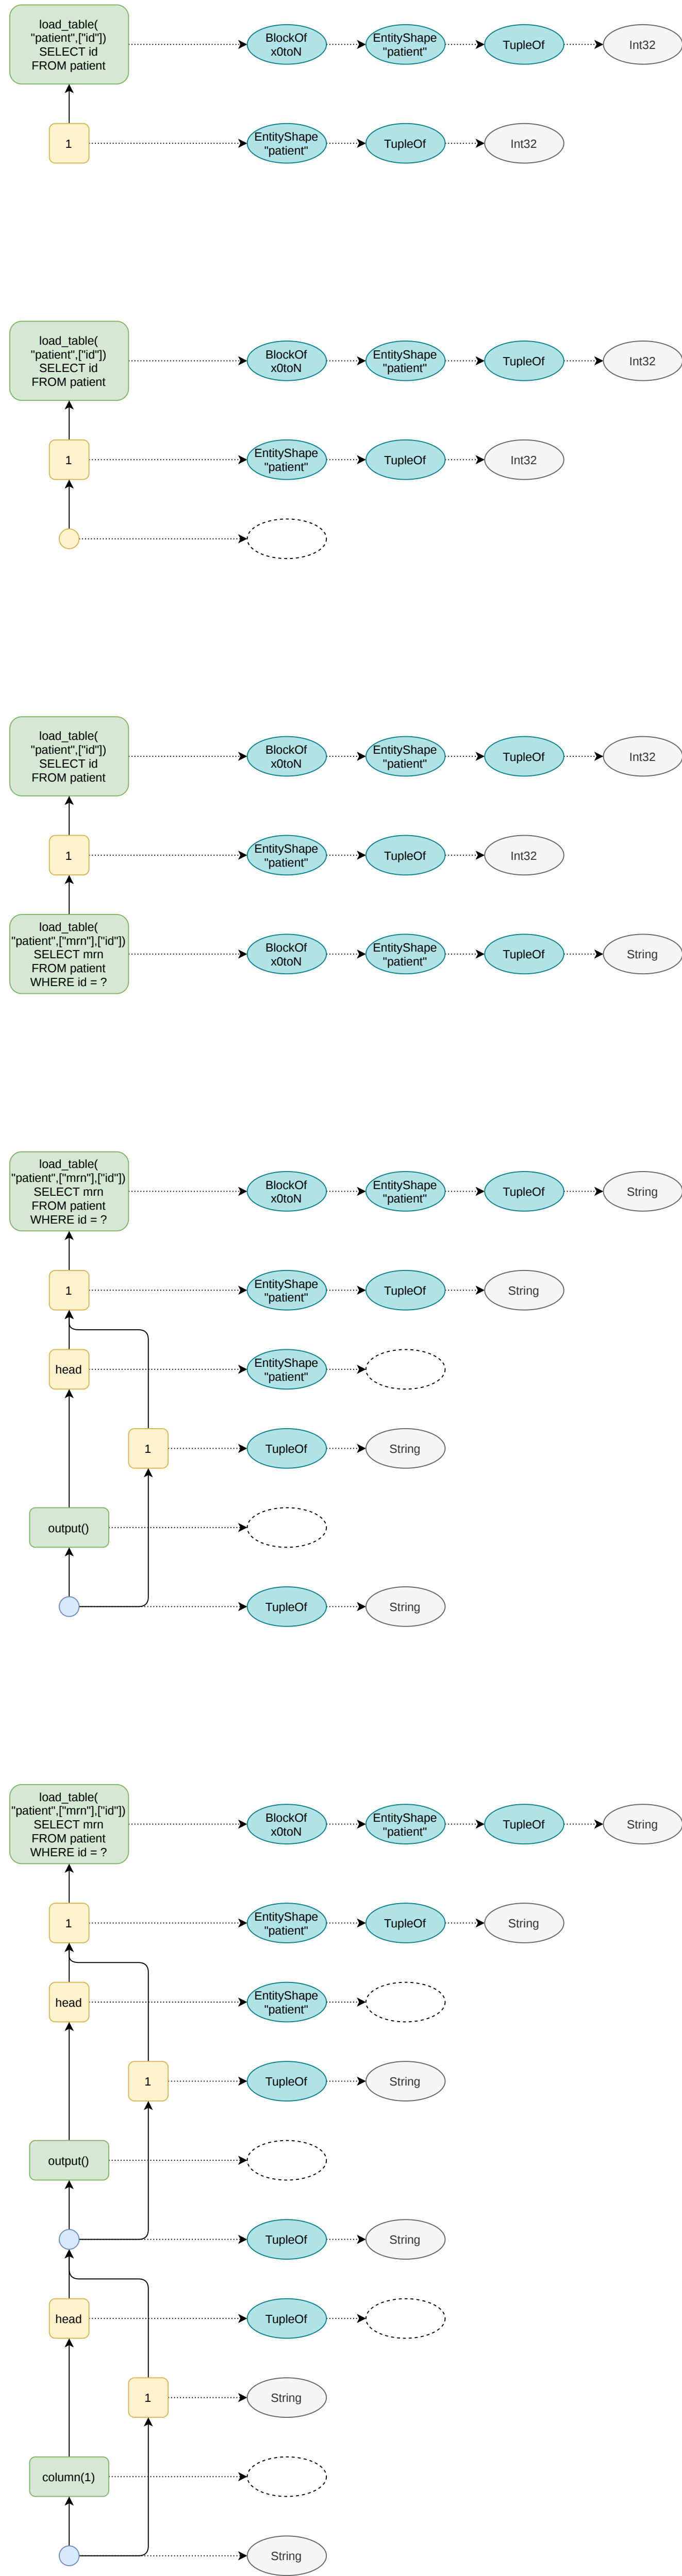 load_table(
"patient",["id"])
SELECT id
FROM patient
BlockOf
x0toN
EntityShape
"patient"
TupleOf
Int32
1
EntityShape
"patient"
TupleOf
Int32
load_table(
"patient",["id"])
SELECT id
FROM patient
BlockOf
x0toN
EntityShape
"patient"
TupleOf
Int32
1
EntityShape
"patient"
TupleOf
Int32
load_table(
"patient",["id"])
SELECT id
FROM patient
BlockOf
x0toN
EntityShape
"patient"
TupleOf
Int32
1
EntityShape
"patient"
TupleOf
Int32
load_table(
"patient",["mrn"],["id"])
SELECT mrn
FROM patient
WHERE id = ?
BlockOf
x0toN
EntityShape
"patient"
TupleOf
String
load_table(
"patient",["mrn"],["id"])
SELECT mrn
FROM patient
WHERE id = ?
BlockOf
x0toN
EntityShape
"patient"
TupleOf
String
1
EntityShape
"patient"
TupleOf
String
head
EntityShape
"patient"
1
TupleOf
String
output()
TupleOf
String
load_table(
"patient",["mrn"],["id"])
SELECT mrn
FROM patient
WHERE id = ?
BlockOf
x0toN
EntityShape
"patient"
TupleOf
String
1
EntityShape
"patient"
TupleOf
String
head
EntityShape
"patient"
1
TupleOf
String
output()
TupleOf
String
head
TupleOf
1
String
column(1)
String